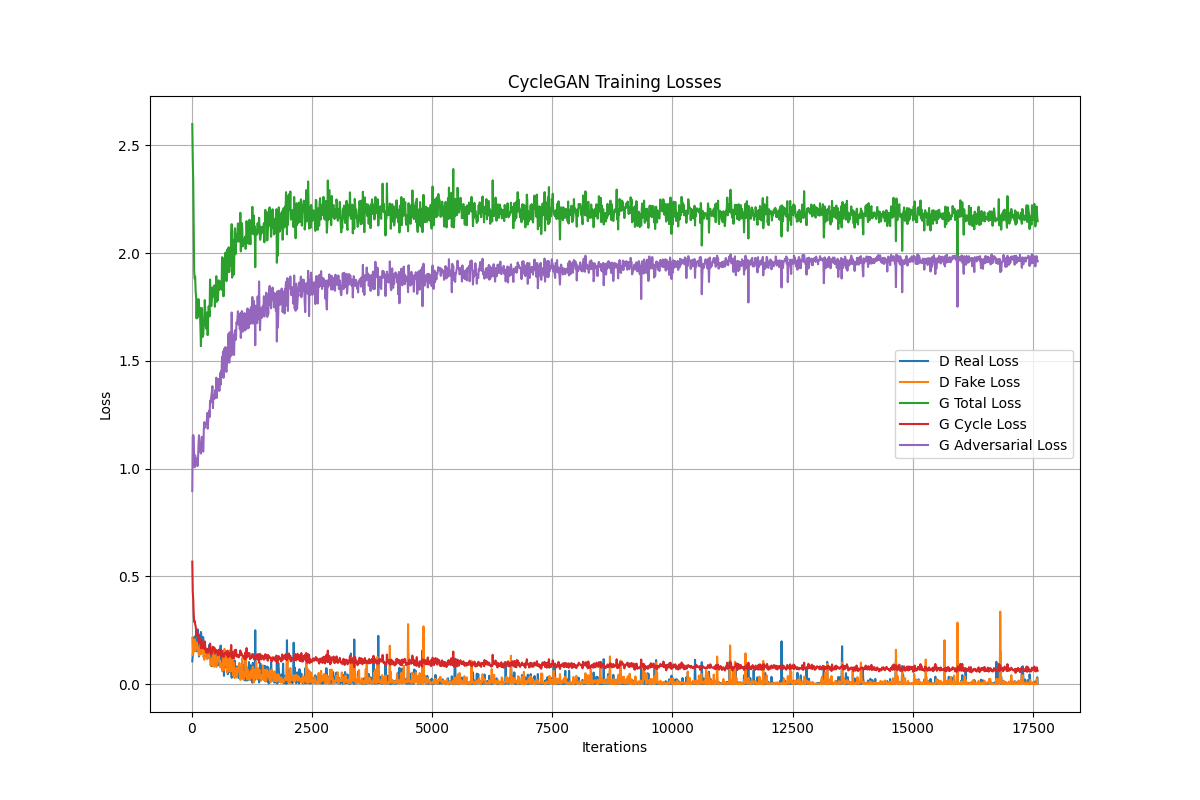 CycleGAN Training Losses
Loss
2.5
2.0
1.5
1.0
0.5
0.0
D Real Loss
D Fake Loss
G Total Loss
G Cycle Loss
G Adversarial Loss
0 2500 5000 7500 10000 12500 15000 17500
Iterations